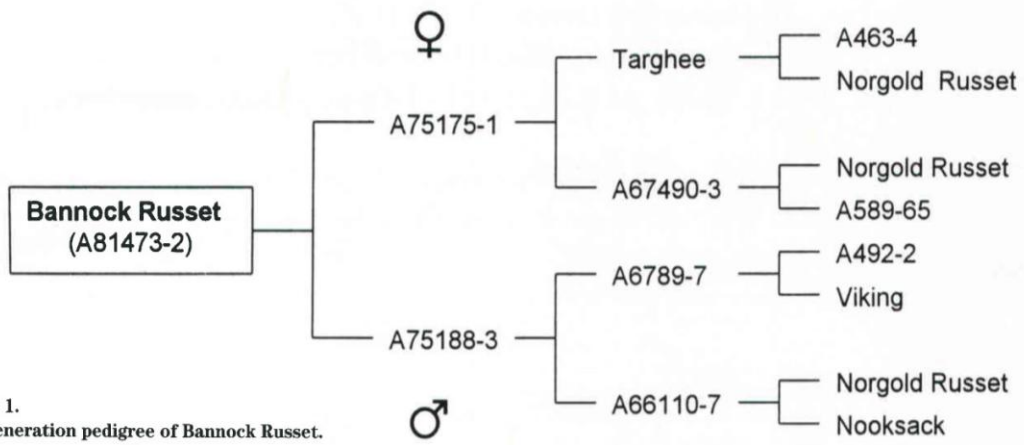 A463-4
Targhee
Norgold Russet
A75175-1
Norgold Russet
A67490-3
A589-65
Bannock Russet
(A81473-2)
A492-2
A6789-7
Viking
A75188-3
Norgold Russet
A66110-7
Nooksack
1.
pedigree of Bannock Russet.